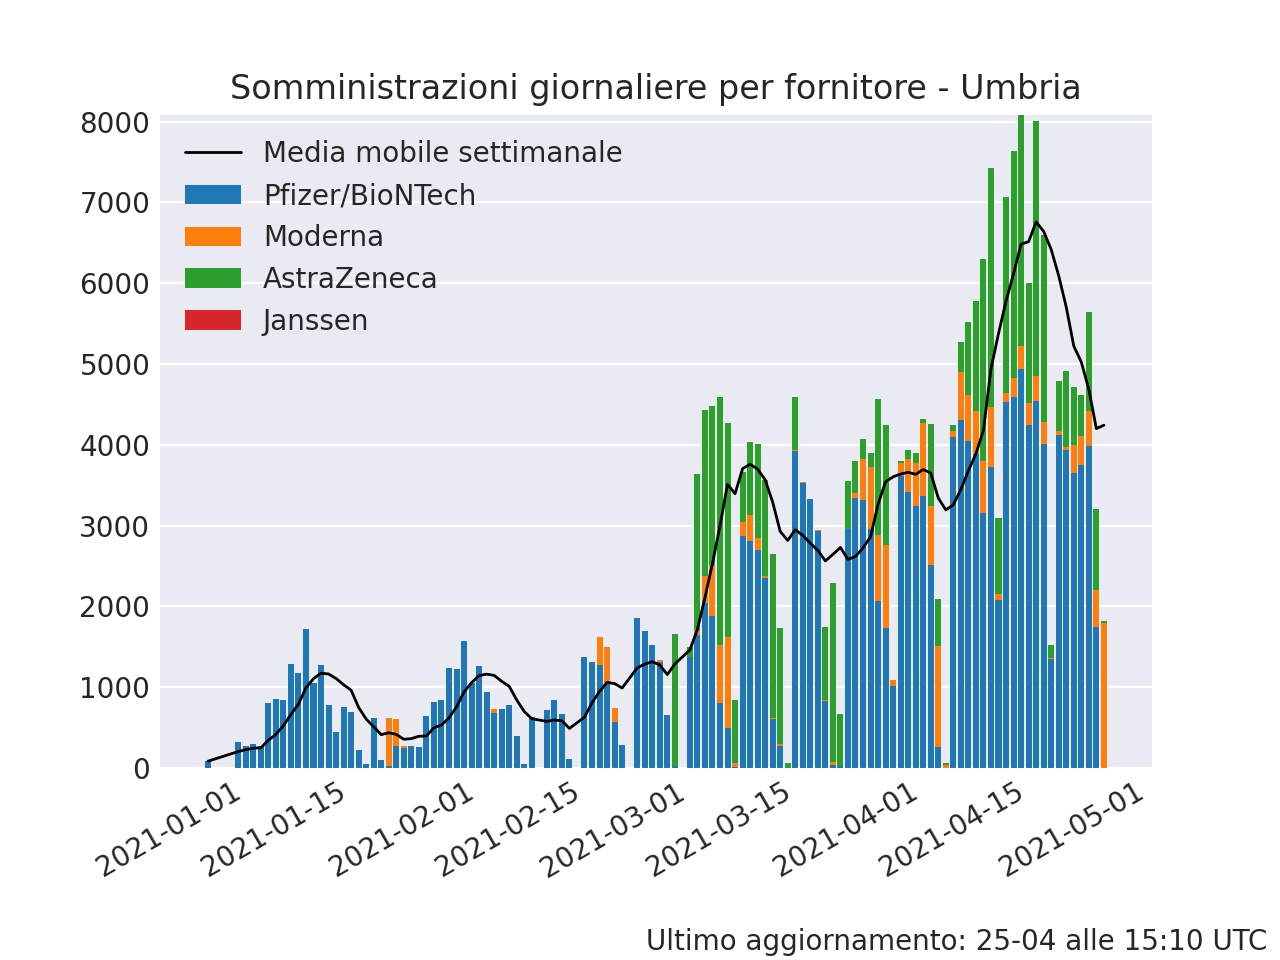 Somministrazioni giornaliere per fornitore - Umbria
8000
7000
6000
5000
4000
3000
2000
1000
0
Media mobile settimanale
Pfizer/BioNTech
Moderna
AstraZeneca
Janssen
2021-01-01
2021-01-15
2021-02-01
2021-02-15
2021-03-01
2021-03-15
2021-04-01
2021-04-15
2021-05-01
Ultimo aggiornamento: 25-04 alle 15:10 UTC